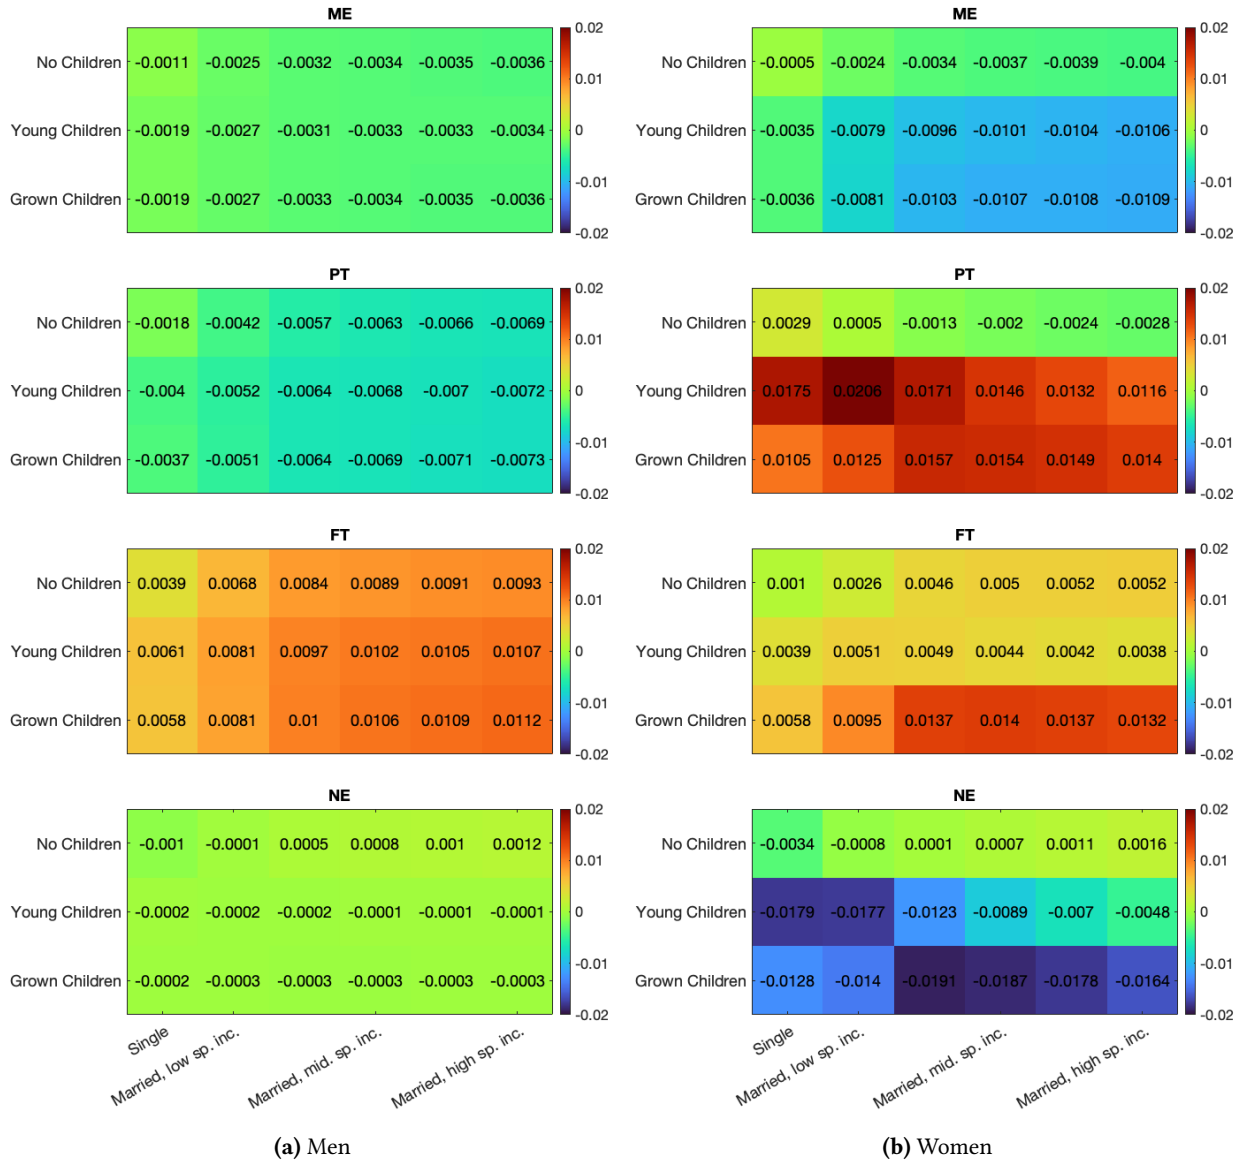 ME
No Children -0.0011 -0.0025 -0.0032 -0.0034 -0.0035 -0.0036
Young Children -0.0019 -0.0027 -0.0031 -0.0033 -0.0033 -0.0034
Grown Children -0.0019 -0.0027 -0.0033 -0.0034 -0.0035 -0.0036
0.02
0.01
0
-0.01
-0.02
PT
No Children -0.0018 -0.0042 -0.0057 -0.0063 -0.0066 -0.0069
Young Children -0.004 -0.0052 -0.0064 -0.0068 -0.007 -0.0072
Grown Children -0.0037 -0.0051 -0.0064 -0.0069 -0.0071 -0.0073
0.02
0.01
0
-0.01
-0.02
FT
No Children 0.0039 0.0068 0.0084 0.0089 0.0091 0.0093
Young Children 0.0061 0.0081 0.0097 0.0102 0.0105 0.0107
Grown Children 0.0058 0.0081 0.01 0.0106 0.0109 0.0112
0.02
0.01
0
-0.01
-0.02
NE
No Children -0.001 -0.0001 0.0005 0.0008 0.001 0.0012
Young Children -0.0002 -0.0002 -0.0002 -0.0001 -0.0001 -0.0001
Grown Children -0.0002 -0.0003 -0.0003 -0.0003 -0.0003 -0.0003
0.02
0.01
0
-0.01
-0.02
Single
Married, low sp. inc.
Married, mid. sp. inc.
Married, high sp. inc.
(a) Men
ME
No Children -0.0005 -0.0024 -0.0034 -0.0037 -0.0039 -0.004
Young Children -0.0035 -0.0079 -0.0096 -0.0101 -0.0104 -0.0106
Grown Children -0.0036 -0.0081 -0.0103 -0.0107 -0.0108 -0.0109
0.02
0.01
0
-0.01
-0.02
PT
No Children 0.0029 0.0005 -0.0013 -0.002 -0.0024 -0.0028
Young Children 0.0175 0.0206 0.0171 0.0146 0.0132 0.0116
Grown Children 0.0105 0.0125 0.0157 0.0154 0.0149 0.014
0.02
0.01
0
-0.01
-0.02
FT
No Children 0.001 0.0026 0.0046 0.005 0.0052 0.0052
Young Children 0.0039 0.0051 0.0049 0.0044 0.0042 0.0038
Grown Children 0.0058 0.0095 0.0137 0.014 0.0137 0.0132
0.02
0.01
0
-0.01
-0.02
NE
No Children -0.0034 -0.0008 0.0001 0.0007 0.0011 0.0016
Young Children -0.0179 -0.0177 -0.0123 -0.0089 -0.007 -0.0048
Grown Children -0.0128 -0.014 -0.0191 -0.0187 -0.0178 -0.0164
0.02
0.01
0
-0.01
-0.02
Single
Married, low sp. inc.
Married, mid. sp. inc.
Married, high sp. inc.
(b) Women